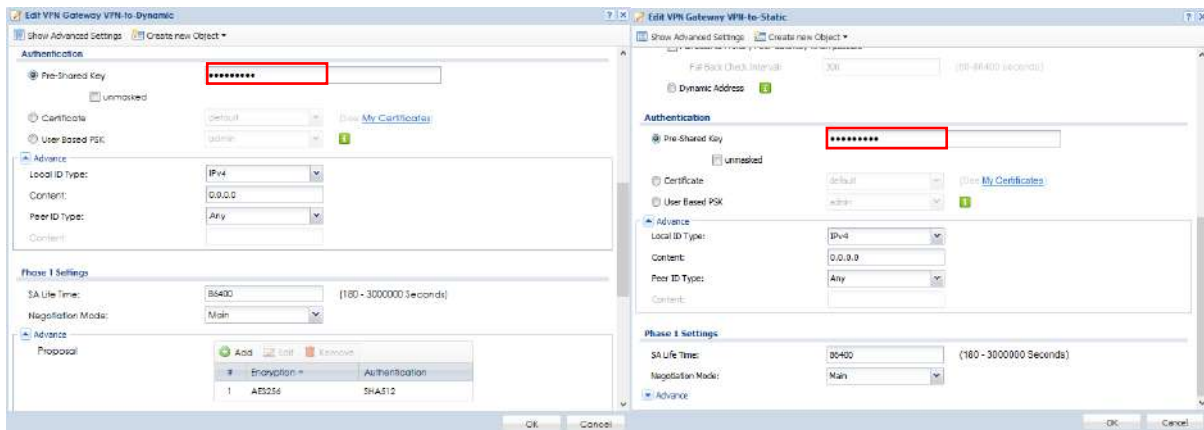 Edit VPN Gateway VPN-to-Dynamic
Show Advanced Settings Create new Object
Authentication
Pre-Shared Key
•••••••••
unmasked
Certificate default (See My Certificates)
User Based PSK admin
Advance
Local ID Type: IPv4
Content: 0.0.0.0
Peer ID Type: Any
Content:
Phase 1 Settings
SA Life Time: 86400 (180 - 3000000 Seconds)
Negotiation Mode: Main
Advance
Proposal Add Edit Remove
# Encryption Authentication
1 AES256 SHA512
OK Cancel
Edit VPN Gateway VPN-to-Static
Show Advanced Settings Create new Object
Fall Back Check Interval: 300 (60-86400 seconds)
Dynamic Address
Authentication
Pre-Shared Key
•••••••••
unmasked
Certificate default (See My Certificates)
User Based PSK admin
Advance
Local ID Type: IPv4
Content: 0.0.0.0
Peer ID Type: Any
Content:
Phase 1 Settings
SA Life Time: 86400 (180 - 3000000 Seconds)
Negotiation Mode: Main
Advance
OK Cancel